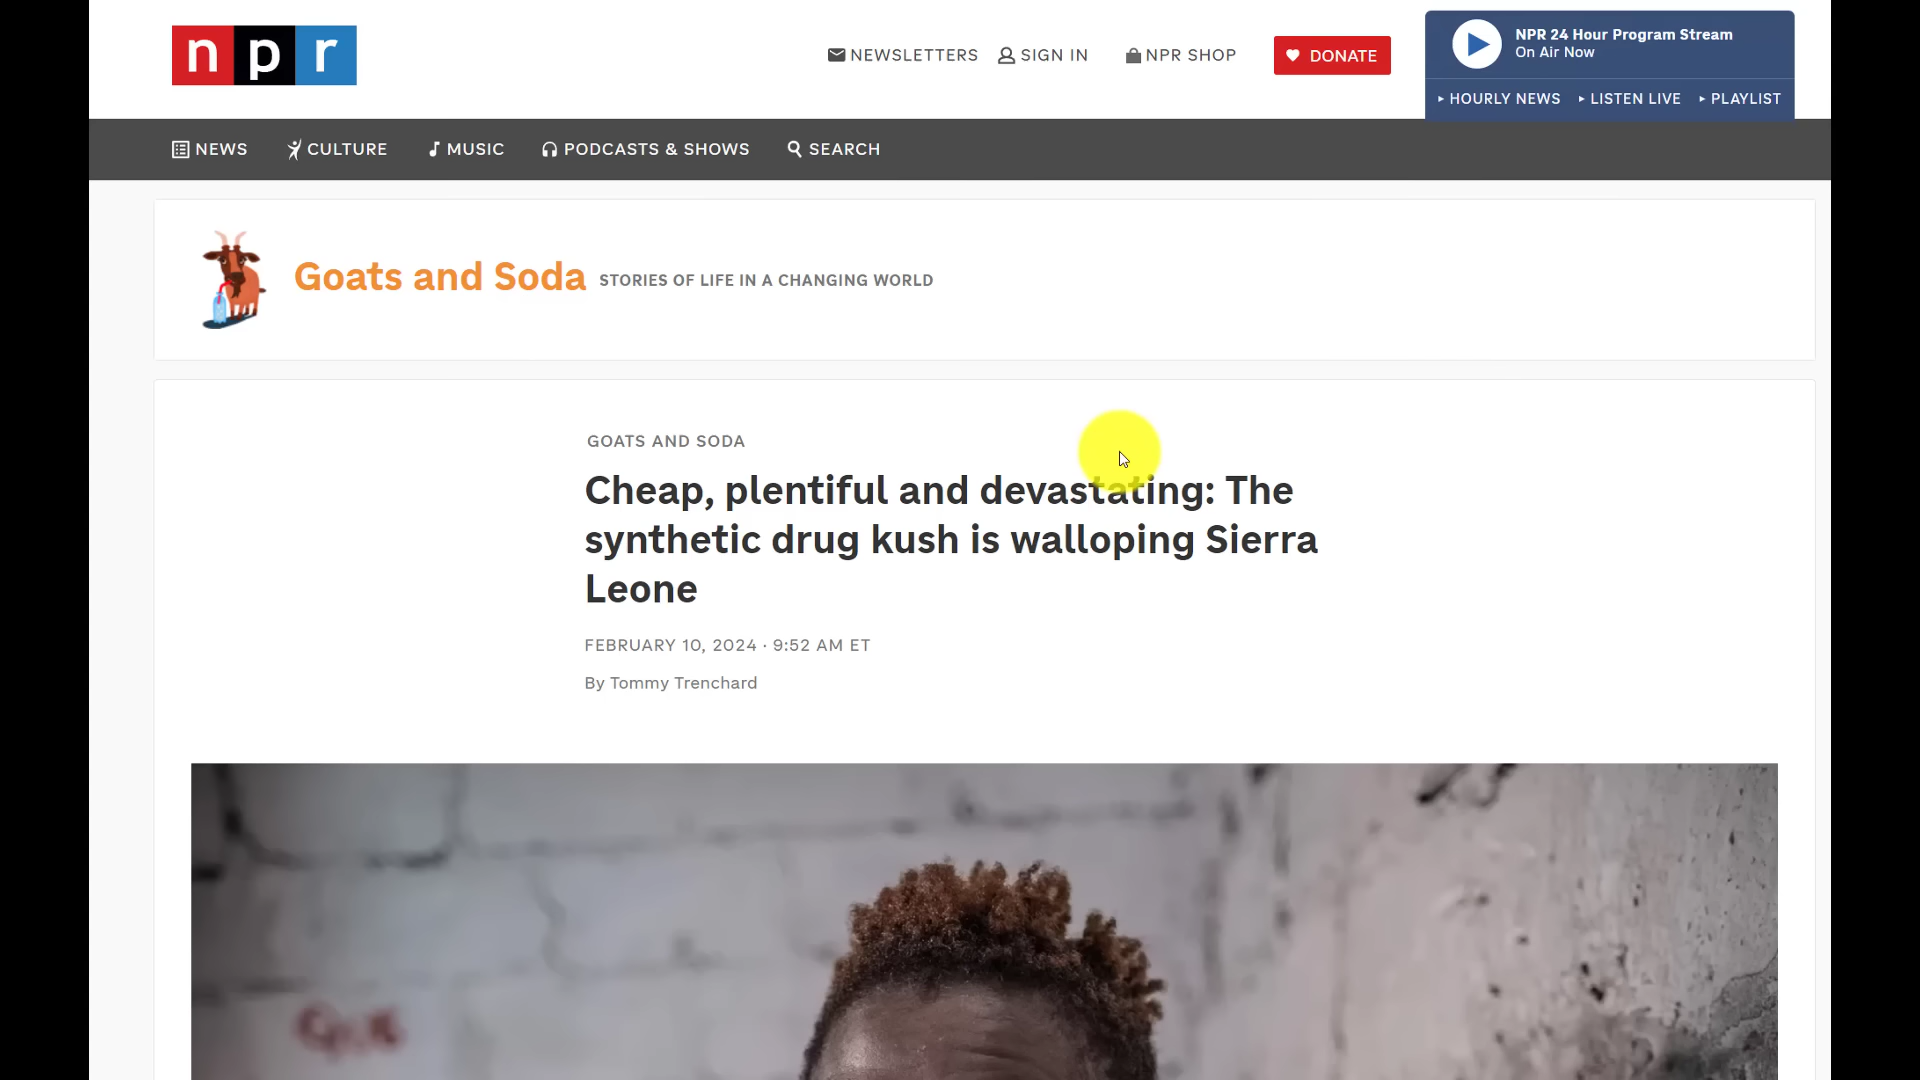 npr
NEWSLETTERS
SIGN IN
NPR SHOP
DONATE
NPR 24 Hour Program Stream
On Air Now
HOURLY NEWS
LISTEN LIVE
PLAYLIST
NEWS
CULTURE
MUSIC
PODCASTS & SHOWS
SEARCH
Goats and Soda
STORIES OF LIFE IN A CHANGING WORLD
GOATS AND SODA
Cheap, plentiful and devastating: The
synthetic drug kush is walloping Sierra
Leone
FEBRUARY 10, 2024 · 9:52 AM ET
By Tommy Trenchard